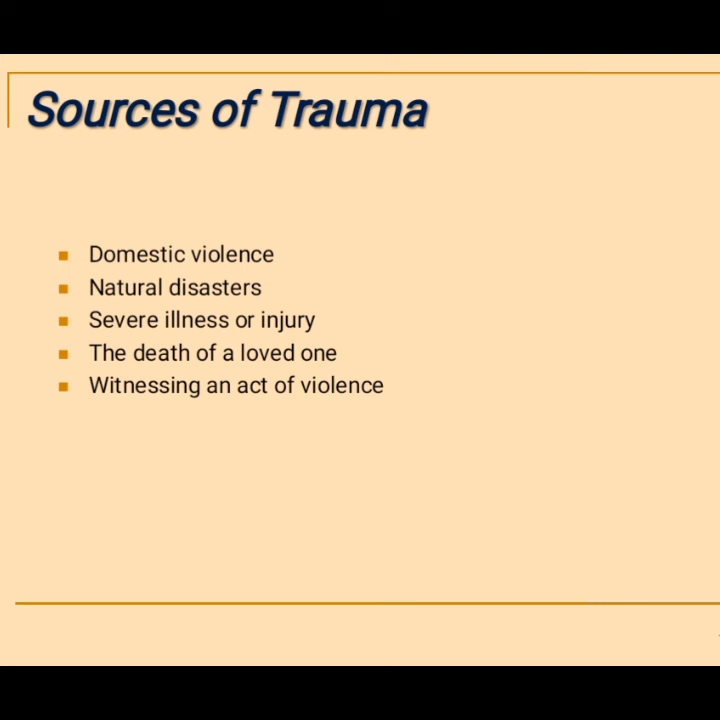 Sources of Trauma
Domestic violence
Natural disasters
Severe illness or injury
The death of a loved one
Witnessing an act of violence